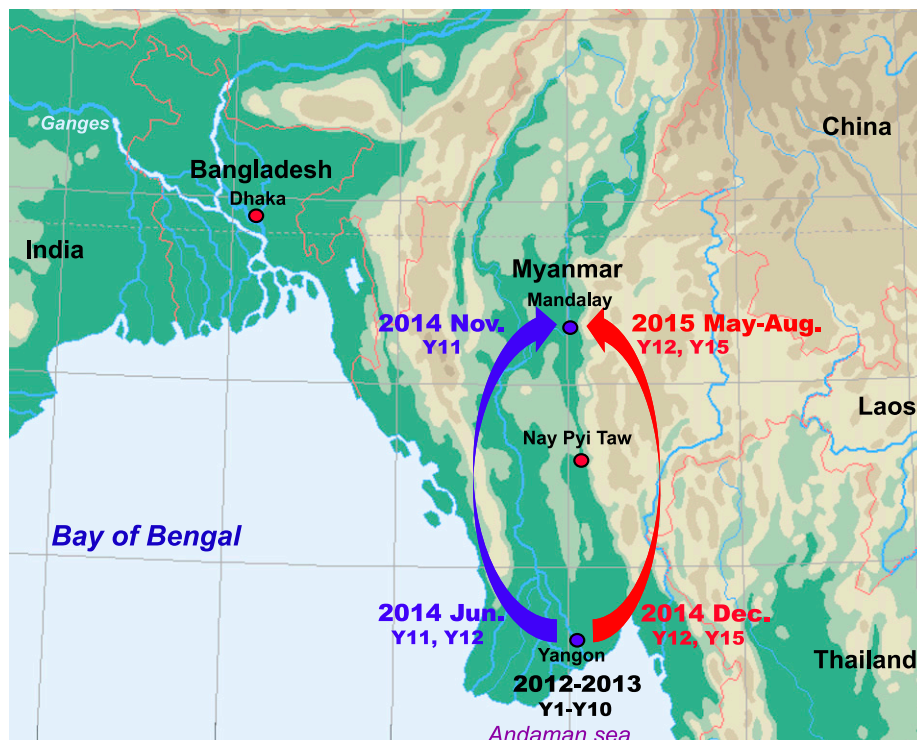 China
Ganges
Bangladesh
Dhaka
India
Myanmar
Mandalay
2014 Nov.
Y11
2015 May-Aug.
Y12, Y15
Laos
Nay Pyi Taw
Bay of Bengal
2014 Jun.
Y11, Y12
2014 Dec.
Y12, Y15
Yangon
Thailand
2012-2013
Y1-Y10
Andaman sea